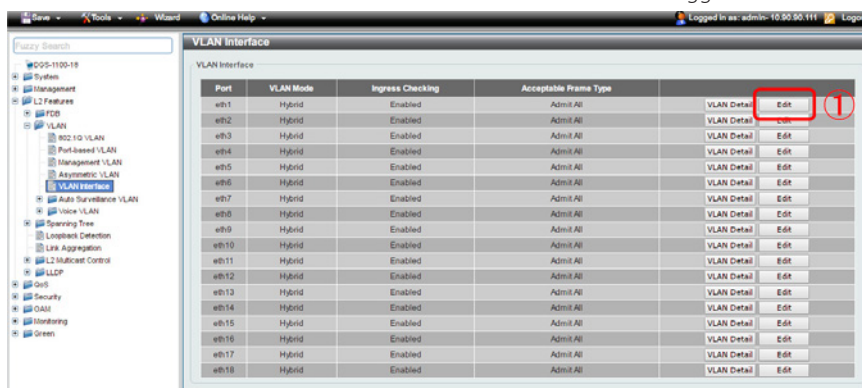 Save
Tools
Wizard
Online Help
Logged in as: admin- 10.90.90.111
Logo
Fuzzy Search
DGS-1100-18
System
Management
L2 Features
FDB
VLAN
802.1Q VLAN
Port-based VLAN
Management VLAN
Asymmetric VLAN
VLAN Interface
Auto Surveillance VLAN
Voice VLAN
Spanning Tree
Loopback Detection
Link Aggregation
L2 Multicast Control
LLDP
QoS
Security
OAM
Monitoring
Green
VLAN Interface
VLAN Interface
Port VLAN Mode Ingress Checking Acceptable Frame Type
eth1 Hybrid Enabled Admit All VLAN Detail Edit ①
eth2 Hybrid Enabled Admit All VLAN Detail Edit
eth3 Hybrid Enabled Admit All VLAN Detail Edit
eth4 Hybrid Enabled Admit All VLAN Detail Edit
eth5 Hybrid Enabled Admit All VLAN Detail Edit
eth6 Hybrid Enabled Admit All VLAN Detail Edit
eth7 Hybrid Enabled Admit All VLAN Detail Edit
eth8 Hybrid Enabled Admit All VLAN Detail Edit
eth9 Hybrid Enabled Admit All VLAN Detail Edit
eth10 Hybrid Enabled Admit All VLAN Detail Edit
eth11 Hybrid Enabled Admit All VLAN Detail Edit
eth12 Hybrid Enabled Admit All VLAN Detail Edit
eth13 Hybrid Enabled Admit All VLAN Detail Edit
eth14 Hybrid Enabled Admit All VLAN Detail Edit
eth15 Hybrid Enabled Admit All VLAN Detail Edit
eth16 Hybrid Enabled Admit All VLAN Detail Edit
eth17 Hybrid Enabled Admit All VLAN Detail Edit
eth18 Hybrid Enabled Admit All VLAN Detail Edit